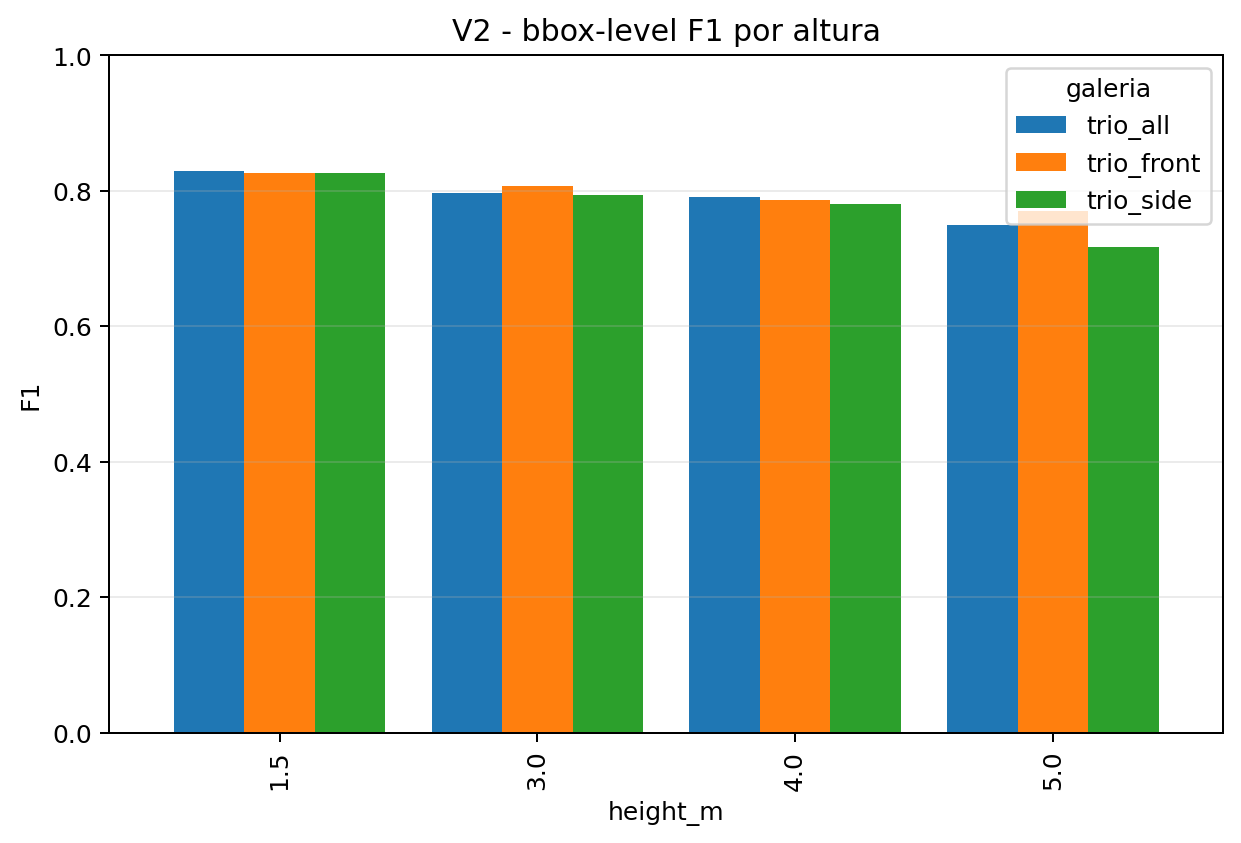 V2 - bbox-level F1 por altura
galeria
trio_all
trio_front
trio_side
F1
1.0
0.8
0.6
0.4
0.2
0.0
1.5
3.0
4.0
5.0
height_m